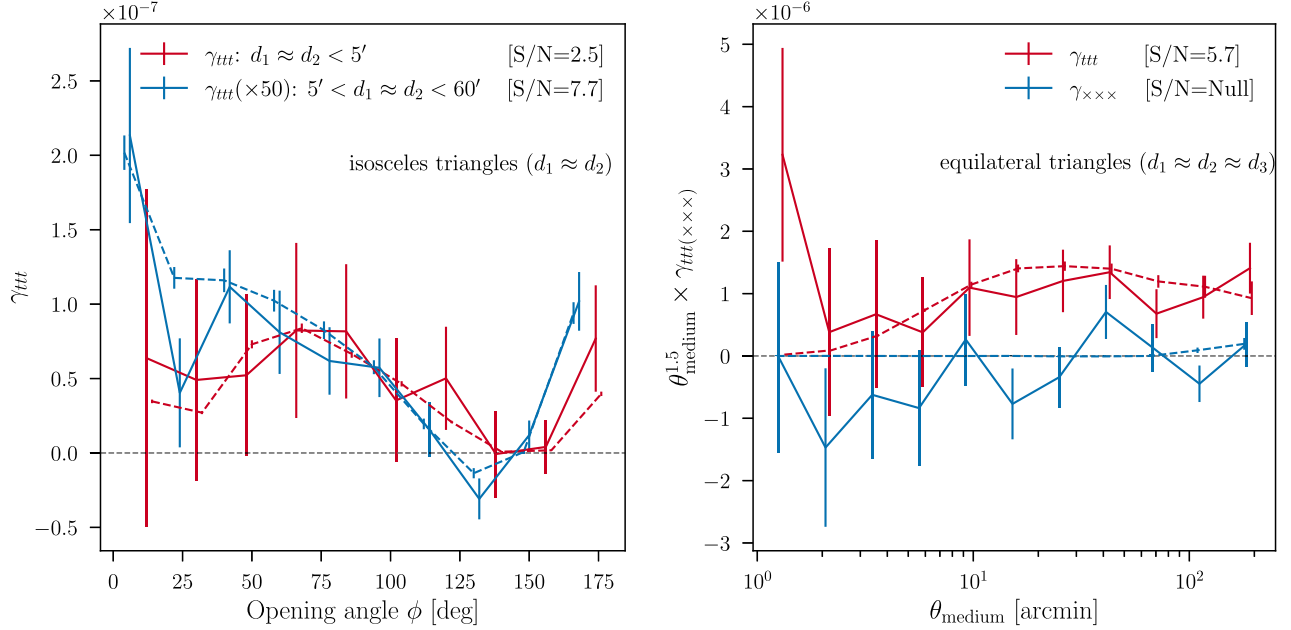 ×10⁻⁷
γₜₜₜ: d₁ ≈ d₂ < 5′ [S/N=2.5]
γₜₜₜ(×50): 5′ < d₁ ≈ d₂ < 60′ [S/N=7.7]
isosceles triangles (d₁ ≈ d₂)
2.5
2.0
1.5
1.0
0.5
0.0
−0.5
γₜₜₜ
0 25 50 75 100 125 150 175
Opening angle ϕ [deg]
×10⁻⁶
γₜₜₜ [S/N=5.7]
γ××× [S/N=Null]
equilateral triangles (d₁ ≈ d₂ ≈ d₃)
5
4
3
2
1
0
−1
−2
−3
θ^1.5_medium × γₜₜₜ(×××)
10⁰ 10¹ 10²
θ_medium [arcmin]